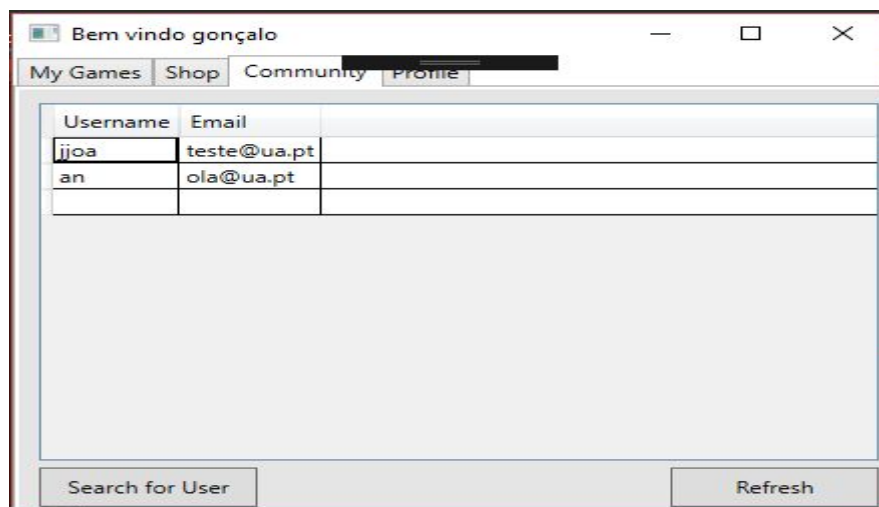 Bem vindo gonçalo
My Games Shop Community Profile
Username Email
jjoa teste@ua.pt
an ola@ua.pt
Search for User Refresh